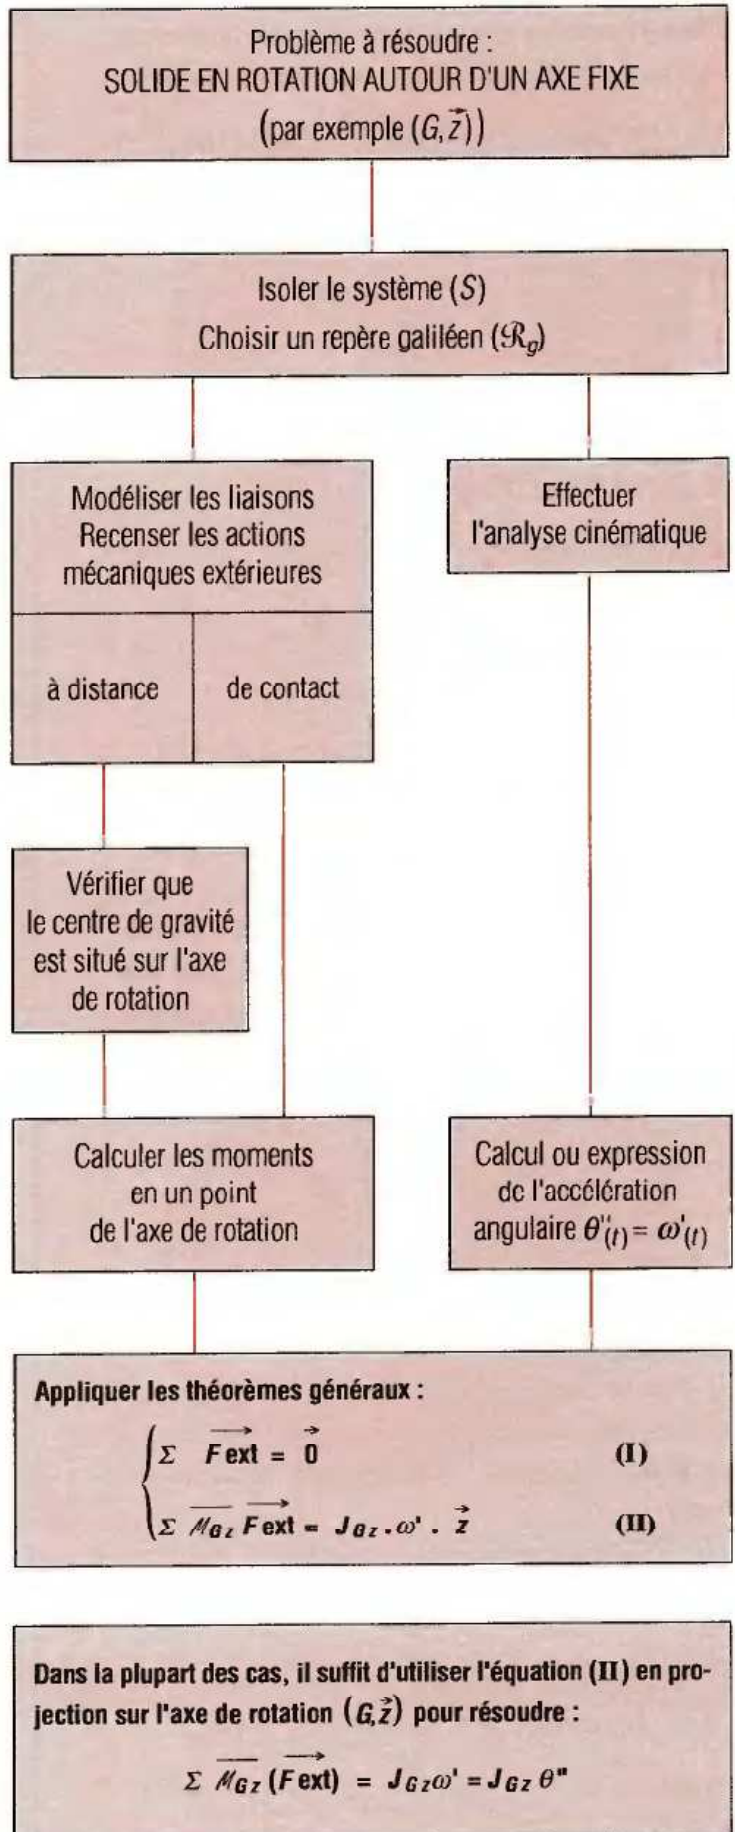 Problème à résoudre :
SOLIDE EN ROTATION AUTOUR D'UN AXE FIXE
(par exemple (G, z⃗))
Isoler le système (S)
Choisir un repère galiléen (ℛg)
Modéliser les liaisons
Recenser les actions
mécaniques extérieures
à distance
de contact
Effectuer
l'analyse cinématique
Vérifier que
le centre de gravité
est situé sur l'axe
de rotation
Calculer les moments
en un point
de l'axe de rotation
Calcul ou expression
de l'accélération
angulaire θ''(t) = ω'(t)
Appliquer les théorèmes généraux :
Σ F⃗ext = 0⃗ (I)
Σ ℳGz F⃗ext = JGz . ω' . z⃗ (II)
Dans la plupart des cas, il suffit d'utiliser l'équation (II) en pro-
jection sur l'axe de rotation (G, z⃗) pour résoudre :
Σ ℳGz (F⃗ext) = JGz ω' = JGz θ"